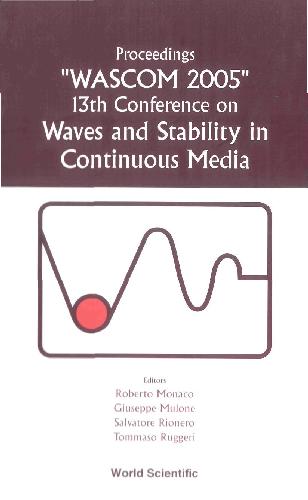 Proceedings
"WASCOM 2005"
13th Conference on
Waves and Stability in
Continuous Media
Editors
Roberto Monaco
Giuseppe Mulone
Salvatore Rionero
Tommaso Ruggeri
World Scientific